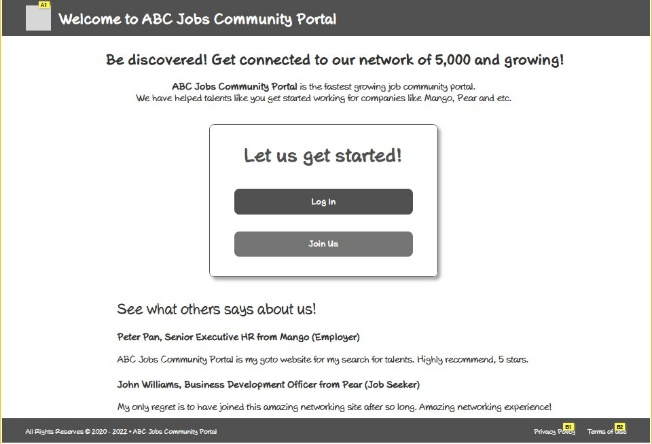 A1
Welcome to ABC Jobs Community Portal
Be discovered! Get connected to our network of 5,000 and growing!
ABC Jobs Community Portal is the fastest growing job community portal.
We have helped talents like you get started working for companies like Mango, Pear and etc.
Let us get started!
Log In
Join Us
See what others says about us!
Peter Pan, Senior Executive HR from Mango (Employer)
ABC Jobs Community Portal is my goto website for my search for talents. Highly recommend, 5 stars.
John Williams, Business Development Officer from Pear (Job Seeker)
My only regret is to have joined this amazing networking site after so long. Amazing networking experience!
B1 B2
All Rights Reserves © 2020 - 2022 • ABC Jobs Community Portal Privacy Policy Terms of Use